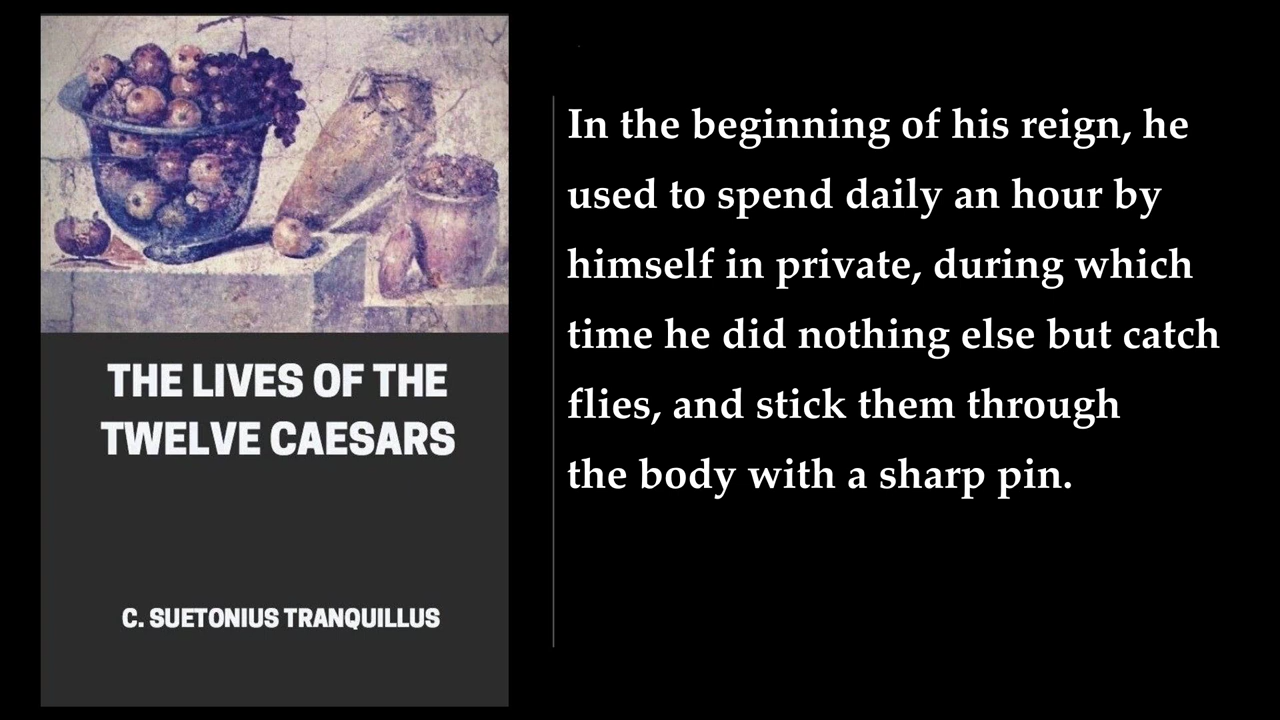 THE LIVES OF THE
TWELVE CAESARS
C. SUETONIUS TRANQUILLUS
In the beginning of his reign, he
used to spend daily an hour by
himself in private, during which
time he did nothing else but catch
flies, and stick them through
the body with a sharp pin.